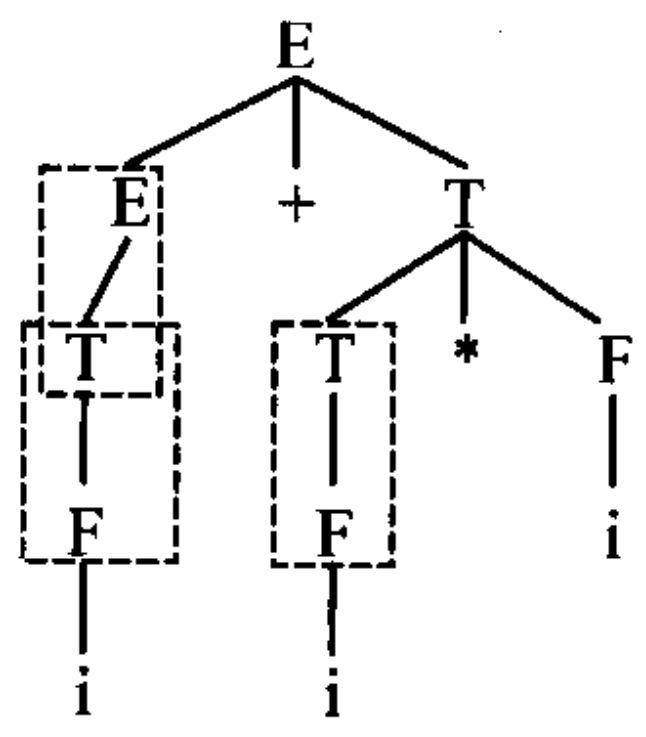 E
E + T
T T * F
F F i
i i